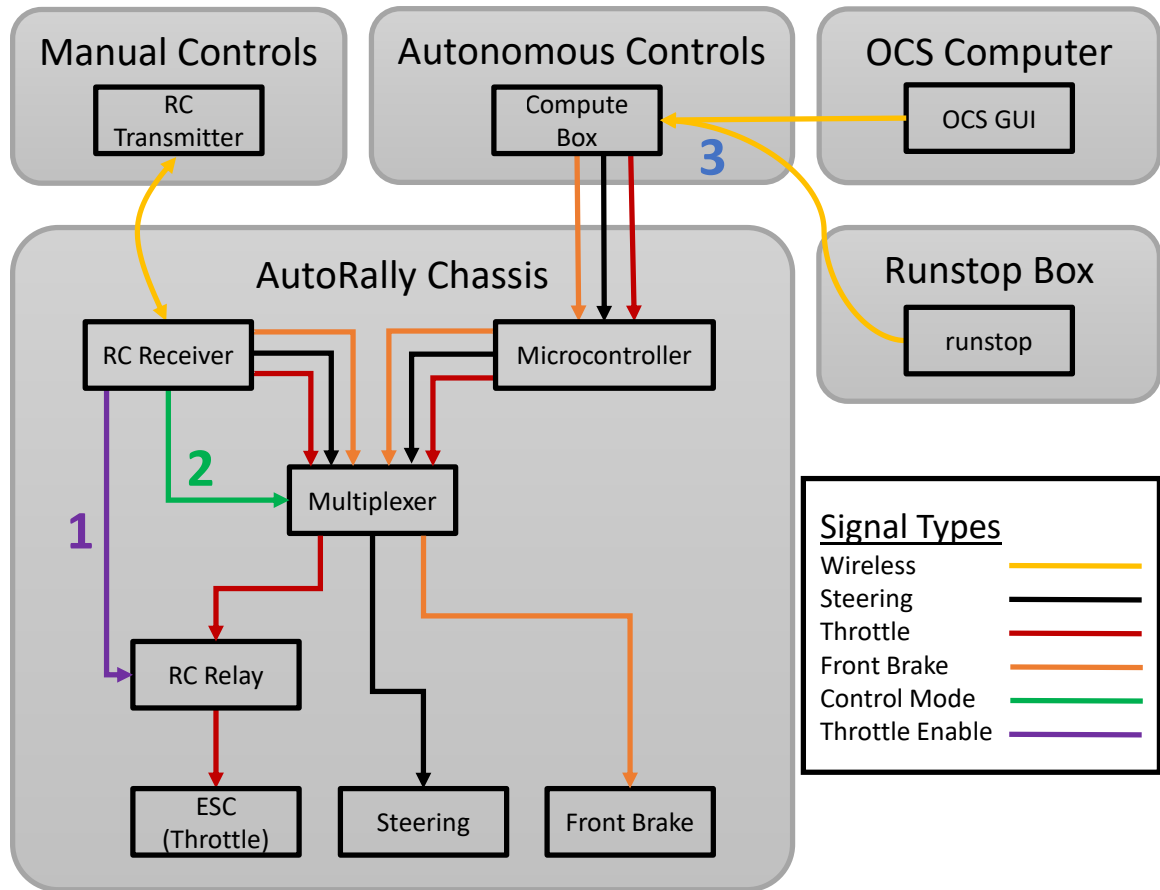 Manual Controls
RC
Transmitter
Autonomous Controls
Compute
Box
3
OCS Computer
OCS GUI
AutoRally Chassis
RC Receiver
Microcontroller
Runstop Box
runstop
2
1
Multiplexer
RC Relay
ESC
(Throttle)
Steering
Front Brake
Signal Types
Wireless
Steering
Throttle
Front Brake
Control Mode
Throttle Enable